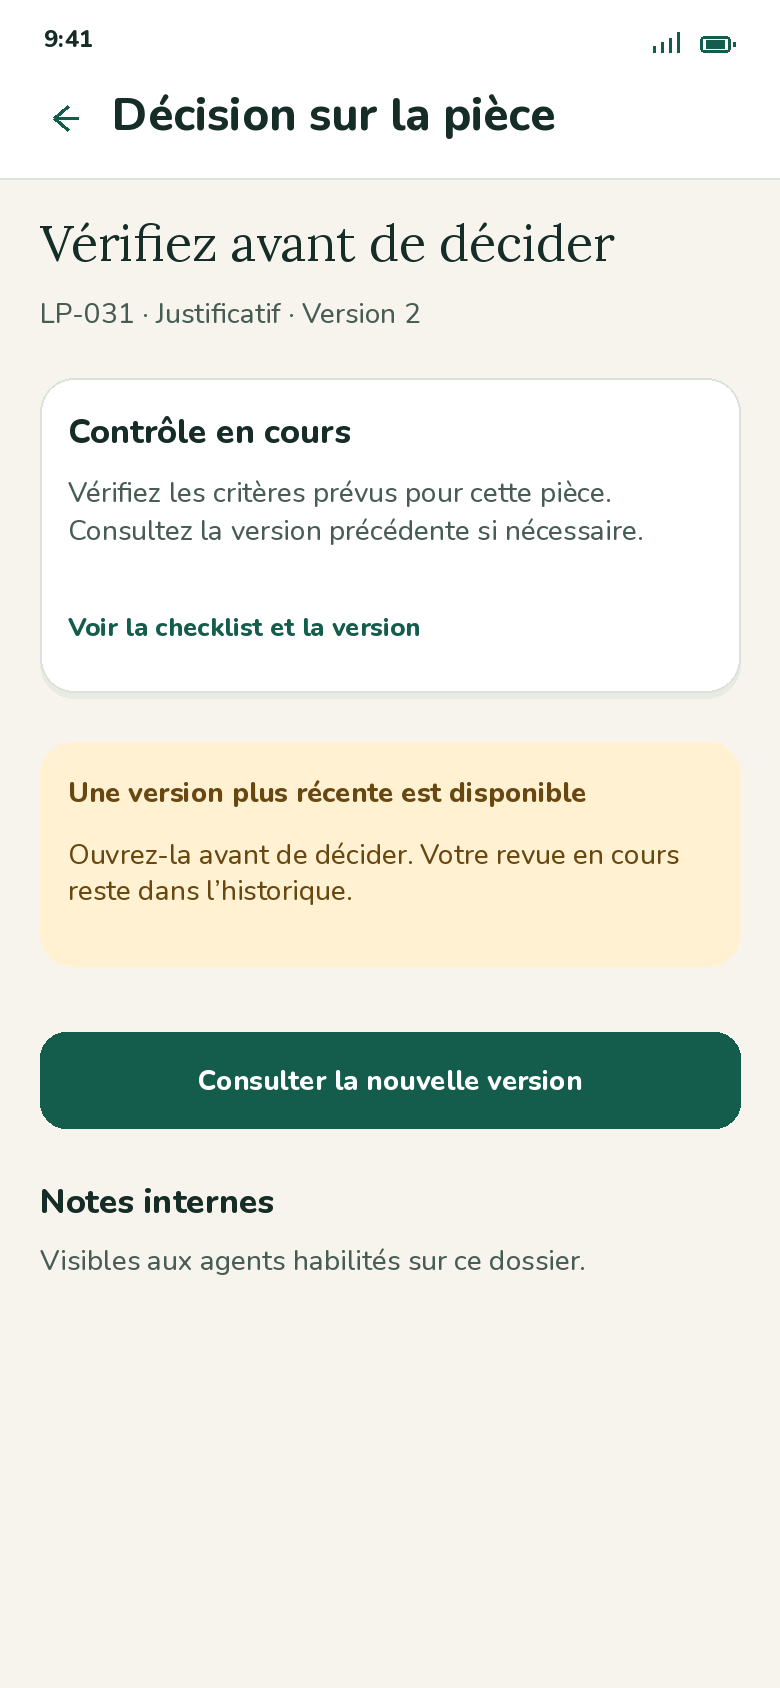 9:41
Décision sur la pièce
Vérifiez avant de décider
LP-031 · Justificatif · Version 2
Contrôle en cours
Vérifiez les critères prévus pour cette pièce.
Consultez la version précédente si nécessaire.
Voir la checklist et la version
Une version plus récente est disponible
Ouvrez-la avant de décider. Votre revue en cours
reste dans l’historique.
Consulter la nouvelle version
Notes internes
Visibles aux agents habilités sur ce dossier.